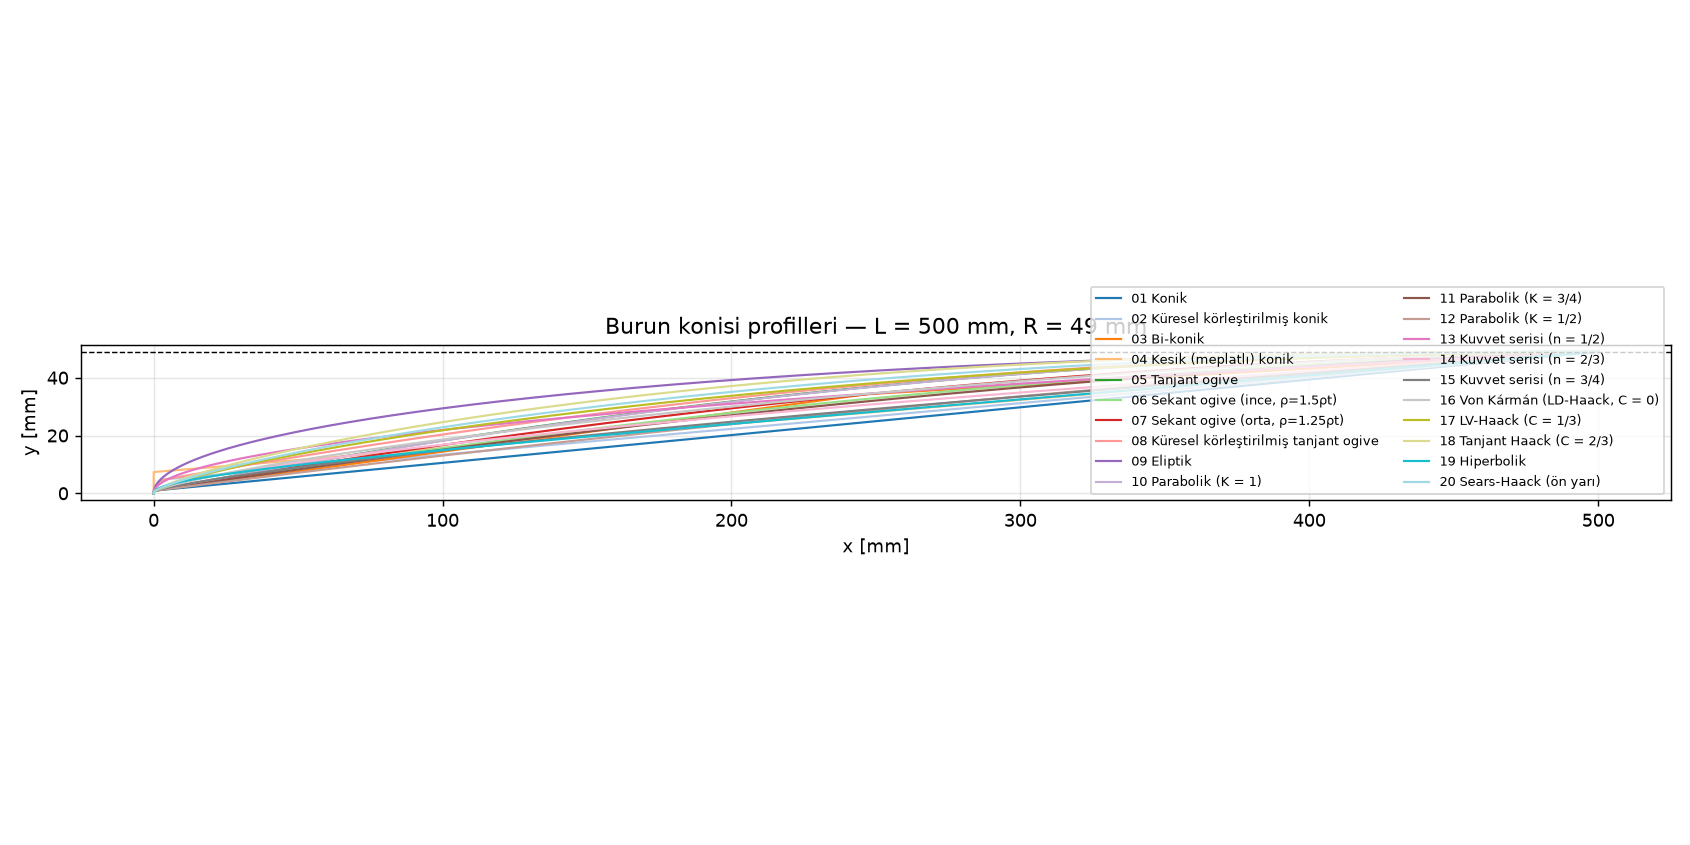 Burun konisi profilleri — L = 500 mm, R = 49 mm
01 Konik
02 Küresel körleştirilmiş konik
03 Bi-konik
04 Kesik (meplatlı) konik
05 Tanjant ogive
06 Sekant ogive (ince, ρ=1.5ρt)
07 Sekant ogive (orta, ρ=1.25ρt)
08 Küresel körleştirilmiş tanjant ogive
09 Eliptik
10 Parabolik (K = 1)
11 Parabolik (K = 3/4)
12 Parabolik (K = 1/2)
13 Kuvvet serisi (n = 1/2)
14 Kuvvet serisi (n = 2/3)
15 Kuvvet serisi (n = 3/4)
16 Von Kármán (LD-Haack, C = 0)
17 LV-Haack (C = 1/3)
18 Tanjant Haack (C = 2/3)
19 Hiperbolik
20 Sears-Haack (ön yarı)
y [mm]
40
20
0
0 100 200 300 400 500
x [mm]